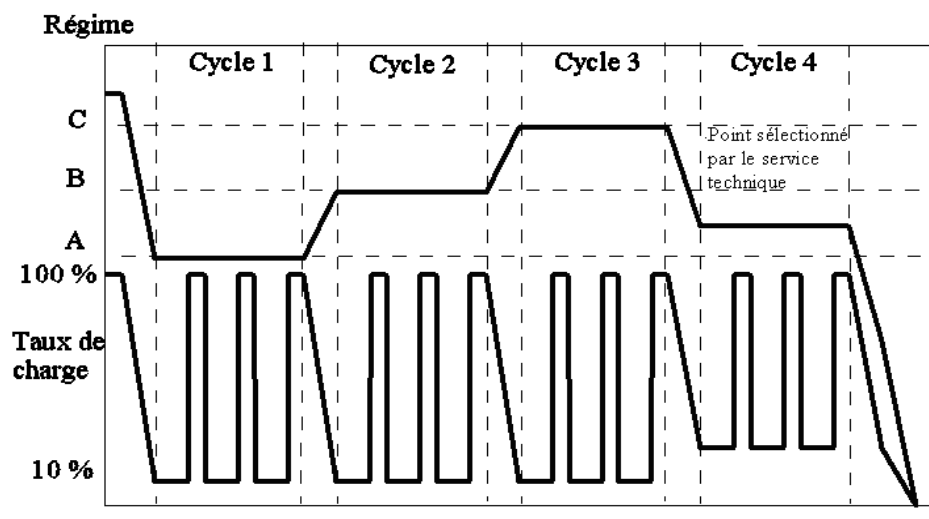 Régime
Cycle 1
Cycle 2
Cycle 3
Cycle 4
C
B
A
Point sélectionné
par le service
technique
100 %
Taux de
charge
10 %